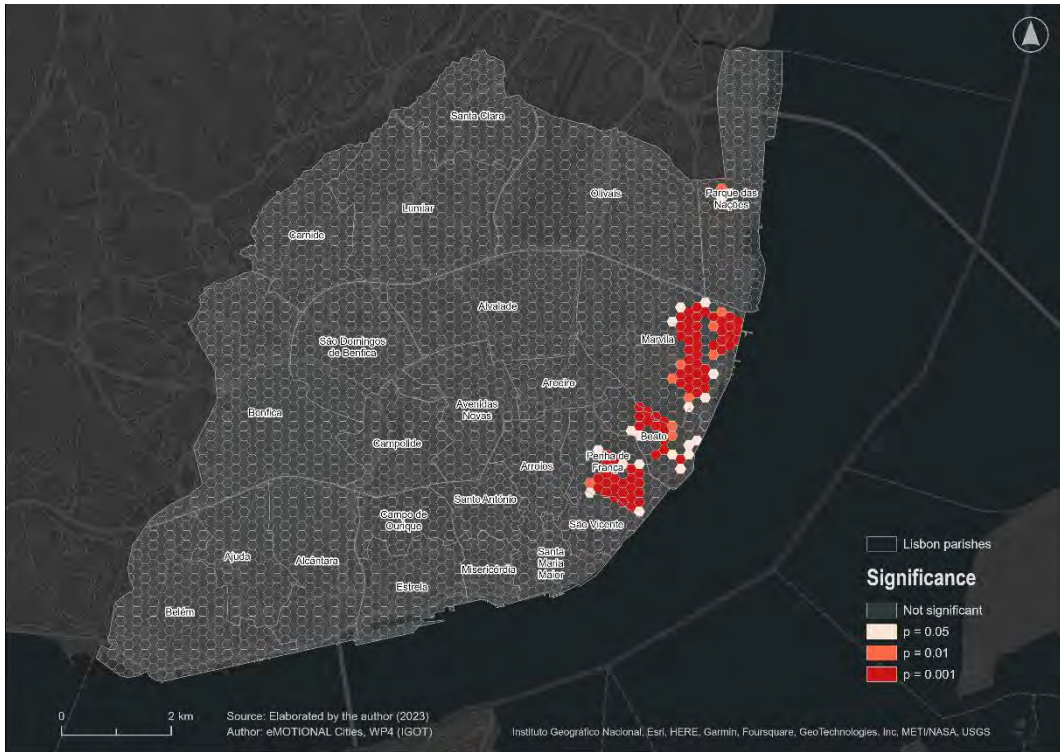 Santa Clara
Olivais
Parque das
Nações
Lumiar
Carnide
Alvalade
São Domingos
de Benfica
Marvila
Areeiro
Avenidas
Novas
Benfica
Campolide
Beato
Penha de
França
Arroios
Santo António
Campo de
Ourique
São Vicente
Ajuda
Alcântara
Santa
Maria
Maior
Misericórdia
Estrela
Belém
Lisbon parishes
Significance
Not significant
p = 0.05
p = 0.01
p = 0.001
0 2 km
Source: Elaborated by the author (2023)
Author: eMOTIONAL Cities, WP4 (IGOT)
Instituto Geográfico Nacional, Esri, HERE, Garmin, Foursquare, GeoTechnologies, Inc, METI/NASA, USGS